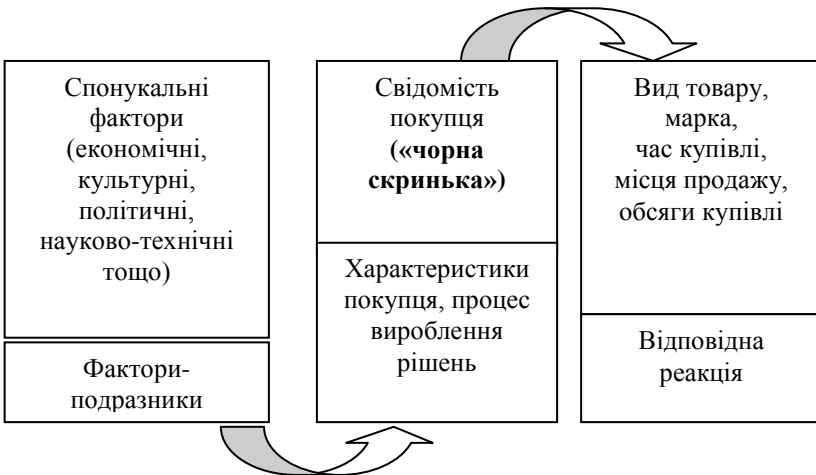 Спонукальні
фактори
(економічні,
культурні,
політичні,
науково-технічні
тощо)
Фактори-
подразники
Свідомість
покупця
(«чорна
скринька»)
Характеристики
покупця, процес
вироблення
рішень
Вид товару,
марка,
час купівлі,
місця продажу,
обсяги купівлі
Відповідна
реакція